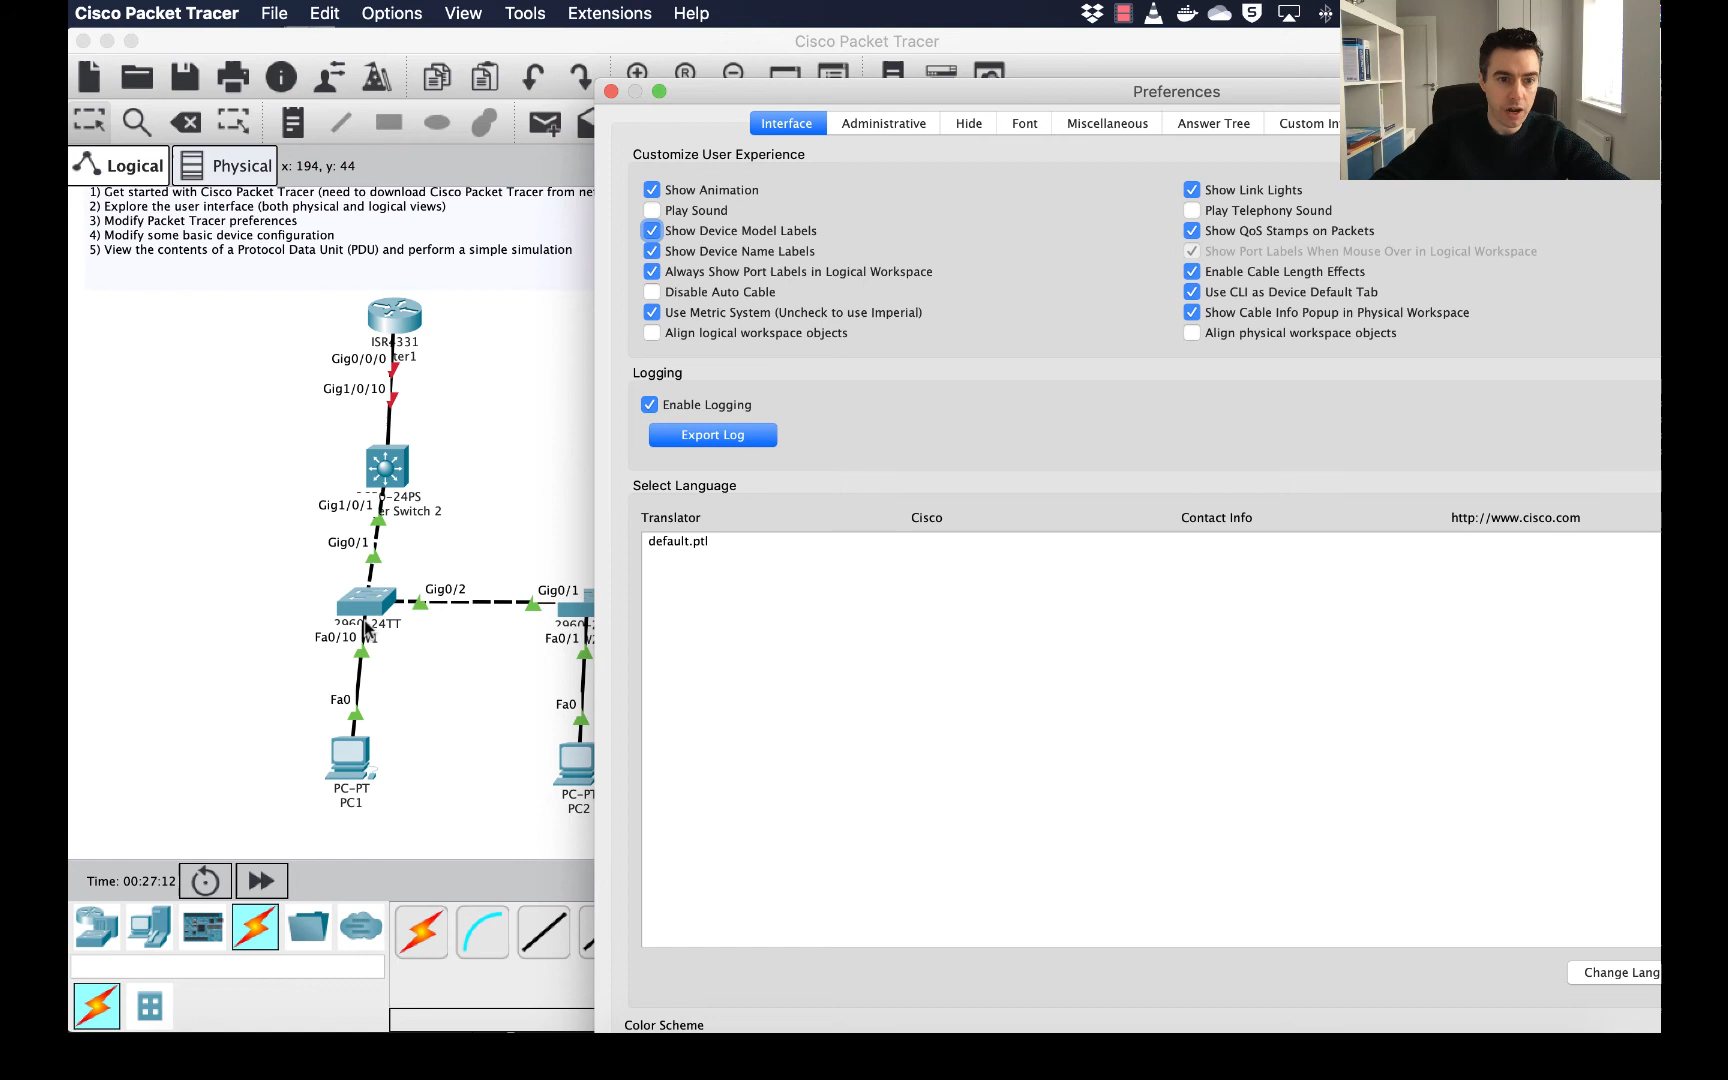 Cisco Packet Tracer File Edit Options View Tools Extensions Help
Cisco Packet Tracer
Preferences
Interface Administrative Hide Font Miscellaneous Answer Tree Custom In
Logical Physical x: 194, y: 44
Customize User Experience
1) Get started with Cisco Packet Tracer (need to download Cisco Packet Tracer from net
2) Explore the user interface (both physical and logical views)
3) Modify Packet Tracer preferences
4) Modify some basic device configuration
5) View the contents of a Protocol Data Unit (PDU) and perform a simple simulation
Show Animation
Play Sound
Show Device Model Labels
Show Device Name Labels
Always Show Port Labels in Logical Workspace
Disable Auto Cable
Use Metric System (Uncheck to use Imperial)
Align logical workspace objects
Show Link Lights
Play Telephony Sound
Show QoS Stamps on Packets
Show Port Labels When Mouse Over in Logical Workspace
Enable Cable Length Effects
Use CLI as Device Default Tab
Show Cable Info Popup in Physical Workspace
Align physical workspace objects
Logging
Enable Logging
Export Log
Select Language
Translator Cisco Contact Info http://www.cisco.com
default.ptl
Change Lang
Color Scheme
ter1
Gig0/0/0
Gig1/0/10
-24PS
er Switch 2
Gig1/0/1
Gig0/1
Gig0/2
Gig0/1
Fa0/10
Fa0/1
Fa0
Fa0
PC-PT
PC1
PC-PT
PC2
Time: 00:27:12